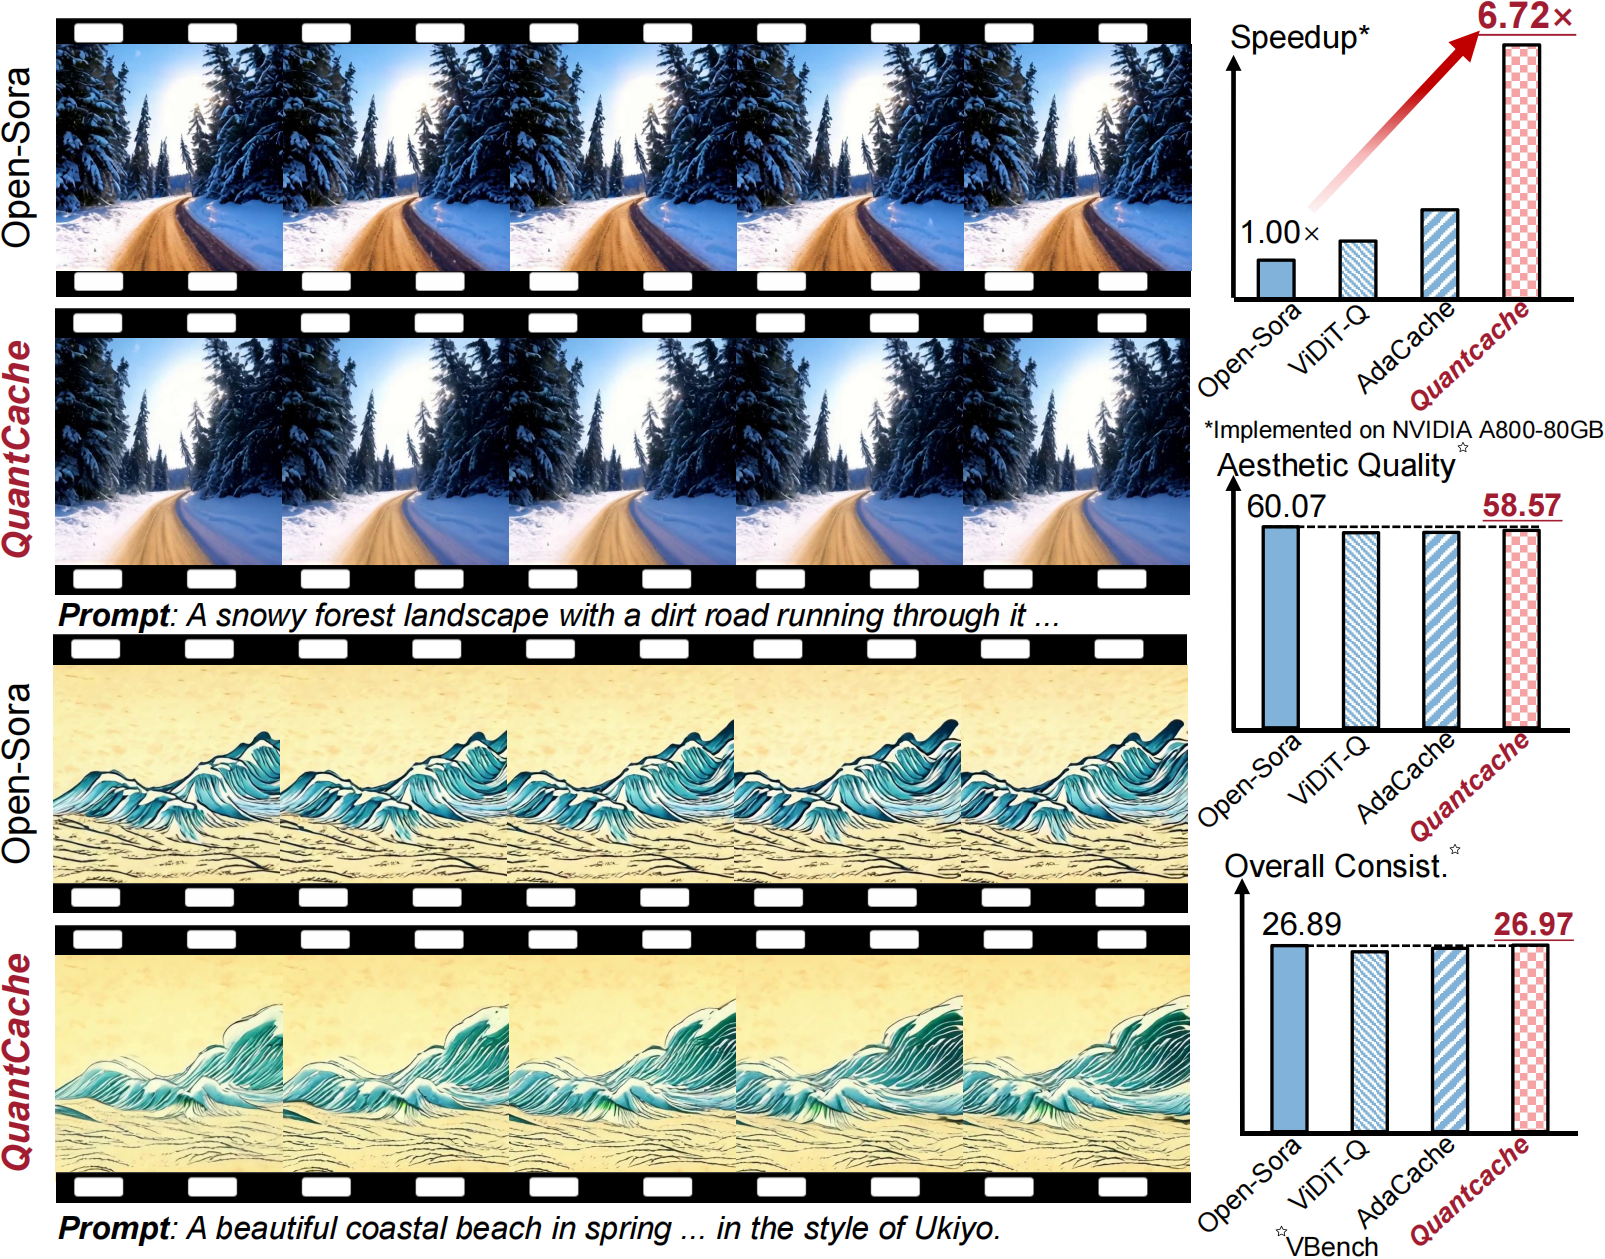 Open-Sora
QuantCache
Prompt: A snowy forest landscape with a dirt road running through it ...
Open-Sora
QuantCache
Prompt: A beautiful coastal beach in spring ... in the style of Ukiyo.
Speedup*
6.72×
1.00×
Open-Sora
ViDiT-Q
AdaCache
Quantcache
*Implemented on NVIDIA A800-80GB
Aesthetic Quality☆
60.07
58.57
Open-Sora
ViDiT-Q
AdaCache
Quantcache
Overall Consist.☆
26.89
26.97
Open-Sora
ViDiT-Q
AdaCache
Quantcache
☆VBench